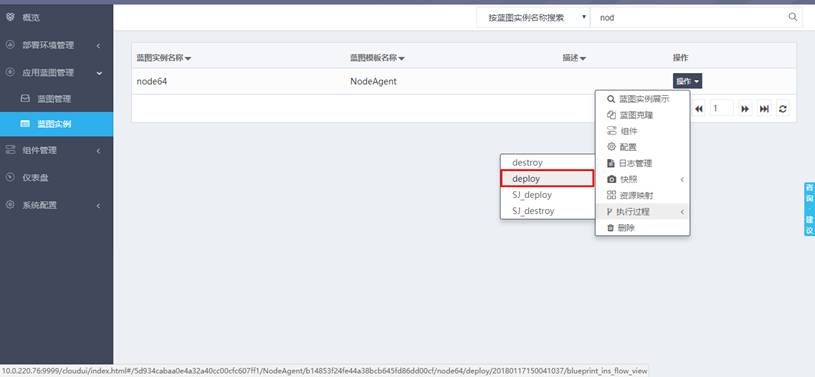 概览
部署环境管理
应用蓝图管理
蓝图管理
蓝图实例
组件管理
仪表盘
系统配置
按蓝图实例名称搜索
nod
蓝图实例名称 蓝图模板名称 描述 操作
node64 NodeAgent 操作
1
蓝图实例展示
蓝图克隆
组件
配置
日志管理
快照
资源映射
执行过程
删除
destroy
deploy
SJ_deploy
SJ_destroy
咨询·建议
10.0.220.76:9999/cloudui/index.html#/5d934cabaa0e4a32a40cc00cfc607ff1/NodeAgent/b14853f24fe44a38bcb645fd86dd00cf/node64/deploy/20180117150041037/blueprint_ins_flow_view